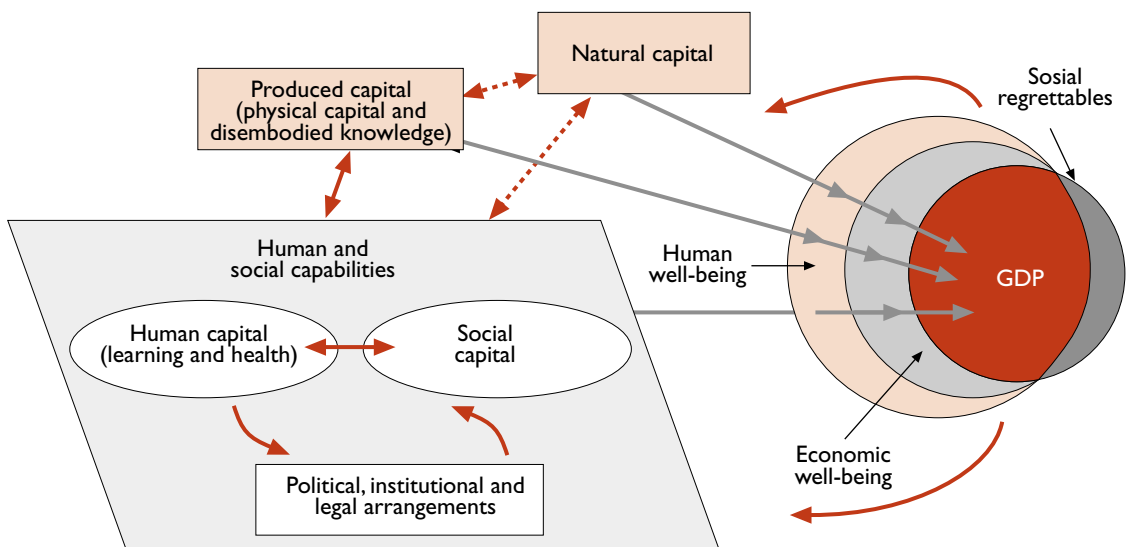 Natural capital
Produced capital
(physical capital and
disembodied knowledge)
Sosial
regrettables
Human and
social capabilities
Human
well-being
GDP
Human capital
(learning and health)
Social
capital
Economic
well-being
Political, institutional and
legal arrangements